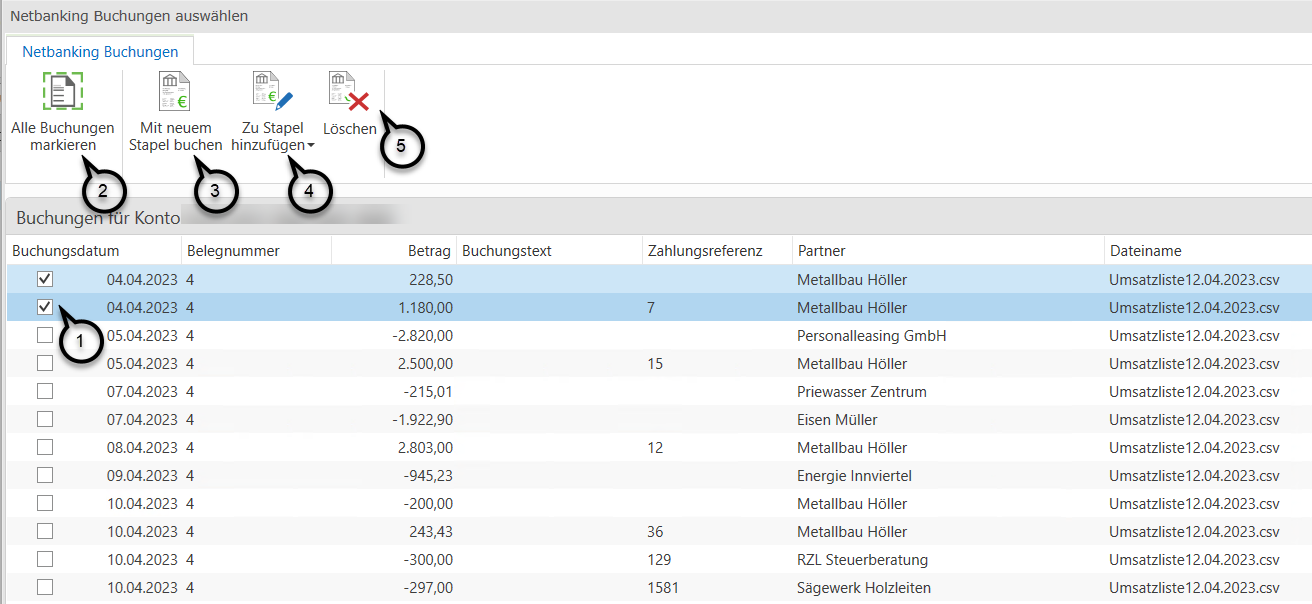 Netbanking Buchungen auswählen
Netbanking Buchungen
Alle Buchungen markieren
Mit neuem Stapel buchen
Zu Stapel hinzufügen
Löschen
2
3
4
5
Buchungen für Konto
Buchungsdatum Belegnummer Betrag Buchungstext Zahlungsreferenz Partner Dateiname
04.04.2023 4 228,50 Metallbau Höller Umsatzliste12.04.2023.csv
04.04.2023 4 1.180,00 7 Metallbau Höller Umsatzliste12.04.2023.csv
1
05.04.2023 4 -2.820,00 Personalleasing GmbH Umsatzliste12.04.2023.csv
05.04.2023 4 2.500,00 15 Metallbau Höller Umsatzliste12.04.2023.csv
07.04.2023 4 -215,01 Priewasser Zentrum Umsatzliste12.04.2023.csv
07.04.2023 4 -1.922,90 Eisen Müller Umsatzliste12.04.2023.csv
08.04.2023 4 2.803,00 12 Metallbau Höller Umsatzliste12.04.2023.csv
09.04.2023 4 -945,23 Energie Innviertel Umsatzliste12.04.2023.csv
10.04.2023 4 -200,00 Metallbau Höller Umsatzliste12.04.2023.csv
10.04.2023 4 243,43 36 Metallbau Höller Umsatzliste12.04.2023.csv
10.04.2023 4 -300,00 129 RZL Steuerberatung Umsatzliste12.04.2023.csv
10.04.2023 4 -297,00 1581 Sägewerk Holzleiten Umsatzliste12.04.2023.csv